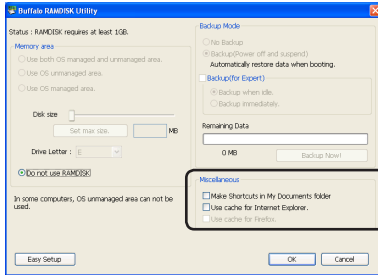 Buffalo RAMDISK Utility
Status : RAMDISK requires at least 1GB.
Memory area
Use both OS managed and unmanaged area.
Use OS unmanaged area.
Use OS managed area.
Disk size
Set max size.
MB
Drive Letter :
E
Do not use RAMDISK
In some computers, OS unmanaged area can not be
used.
Easy Setup
Backup Mode
No Backup
Backup(Power off and suspend)
Automatically restore data when booting.
Backup(for Expert)
Backup when idle.
Backup immediately.
Remaining Data
0 MB
Backup Now!
Miscellaneous
Make Shortcuts in My Documents folder
Use cache for Internet Explorer.
Use cache for Firefox.
OK
Cancel